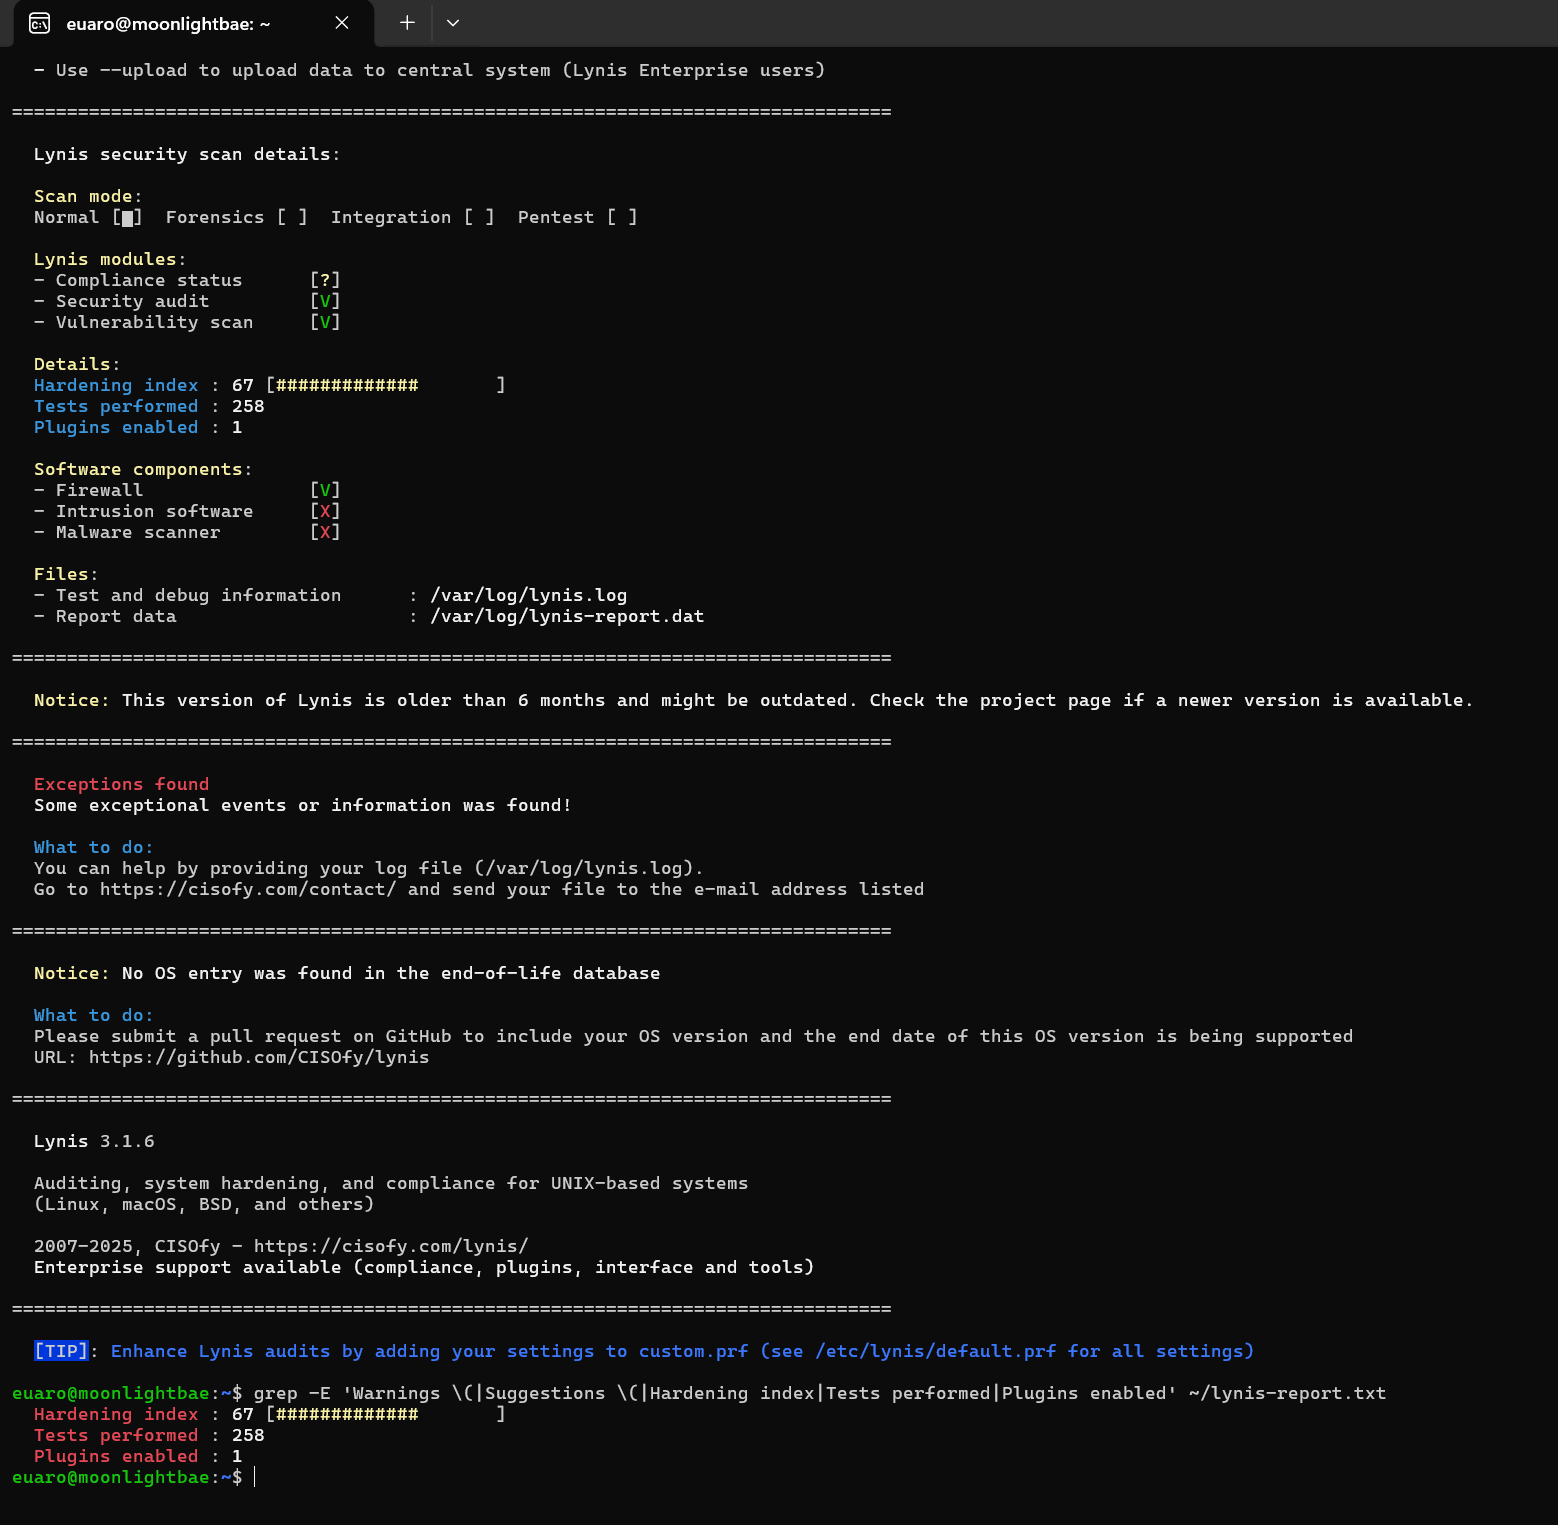 euaro@moonlightbae: ~
- Use --upload to upload data to central system (Lynis Enterprise users)
================================================================================
Lynis security scan details:
Scan mode:
Normal [■]  Forensics [ ]  Integration [ ]  Pentest [ ]
Lynis modules:
- Compliance status      [?]
- Security audit         [V]
- Vulnerability scan     [V]
Details:
Hardening index : 67 [#############       ]
Tests performed : 258
Plugins enabled : 1
Software components:
- Firewall               [V]
- Intrusion software     [X]
- Malware scanner        [X]
Files:
- Test and debug information      : /var/log/lynis.log
- Report data                     : /var/log/lynis-report.dat
================================================================================
Notice: This version of Lynis is older than 6 months and might be outdated. Check the project page if a newer version is available.
================================================================================
Exceptions found
Some exceptional events or information was found!
What to do:
You can help by providing your log file (/var/log/lynis.log).
Go to https://cisofy.com/contact/ and send your file to the e-mail address listed
================================================================================
Notice: No OS entry was found in the end-of-life database
What to do:
Please submit a pull request on GitHub to include your OS version and the end date of this OS version is being supported
URL: https://github.com/CISOfy/lynis
================================================================================
Lynis 3.1.6
Auditing, system hardening, and compliance for UNIX-based systems
(Linux, macOS, BSD, and others)
2007-2025, CISOfy - https://cisofy.com/lynis/
Enterprise support available (compliance, plugins, interface and tools)
================================================================================
[TIP]: Enhance Lynis audits by adding your settings to custom.prf (see /etc/lynis/default.prf for all settings)
euaro@moonlightbae:~$ grep -E 'Warnings \(|Suggestions \(|Hardening index|Tests performed|Plugins enabled' ~/lynis-report.txt
Hardening index : 67 [#############       ]
Tests performed : 258
Plugins enabled : 1
euaro@moonlightbae:~$